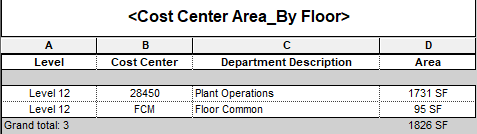 <Cost Center Area_By Floor>
A B C D
Level Cost Center Department Description Area
Level 12 28450 Plant Operations 1731 SF
Level 12 FCM Floor Common 95 SF
Grand total: 3 1826 SF